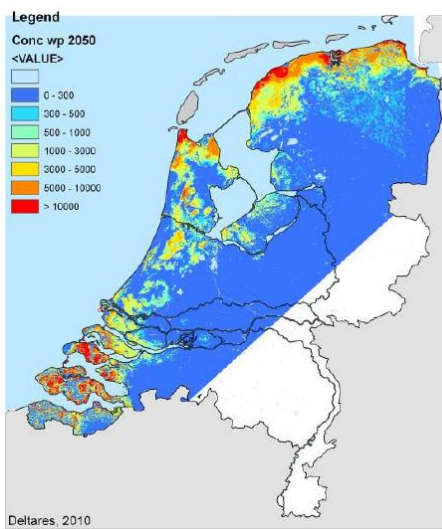 Legend
Conc wp 2050
<VALUE>
0 - 300
300 - 500
500 - 1000
1000 - 3000
3000 - 5000
5000 - 10000
> 10000
Deltares, 2010